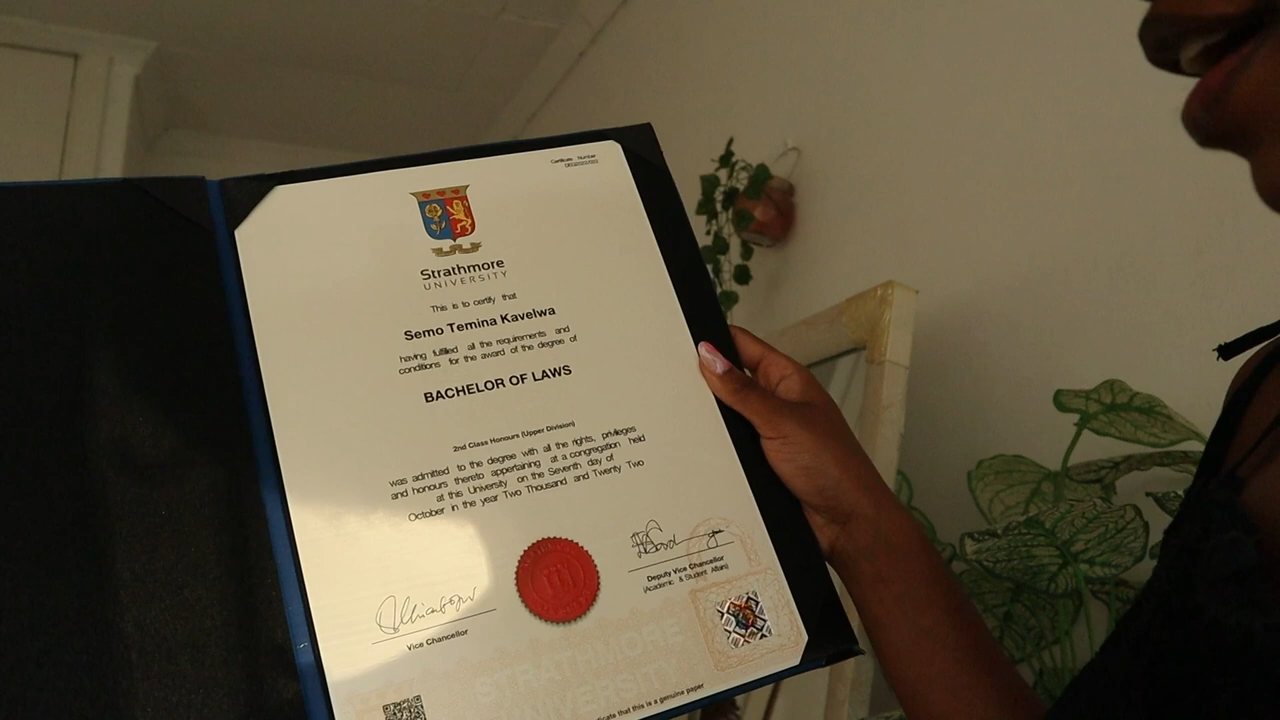 Certificate Number
Strathmore
UNIVERSITY
This is to certify that
Semo Temina Kavelwa
having fulfilled all the requirements and
conditions for the award of the degree of
BACHELOR OF LAWS
2nd Class Honours (Upper Division)
was admitted to the degree with all the rights, privileges
and honours thereto appertaining at a congregation held
at this University on the Seventh day of
October in the year Two Thousand and Twenty Two
Vice Chancellor
Deputy Vice Chancellor
(Academic & Student Affairs)
STRATHMORE
UNIVERSITY
that this is a genuine paper